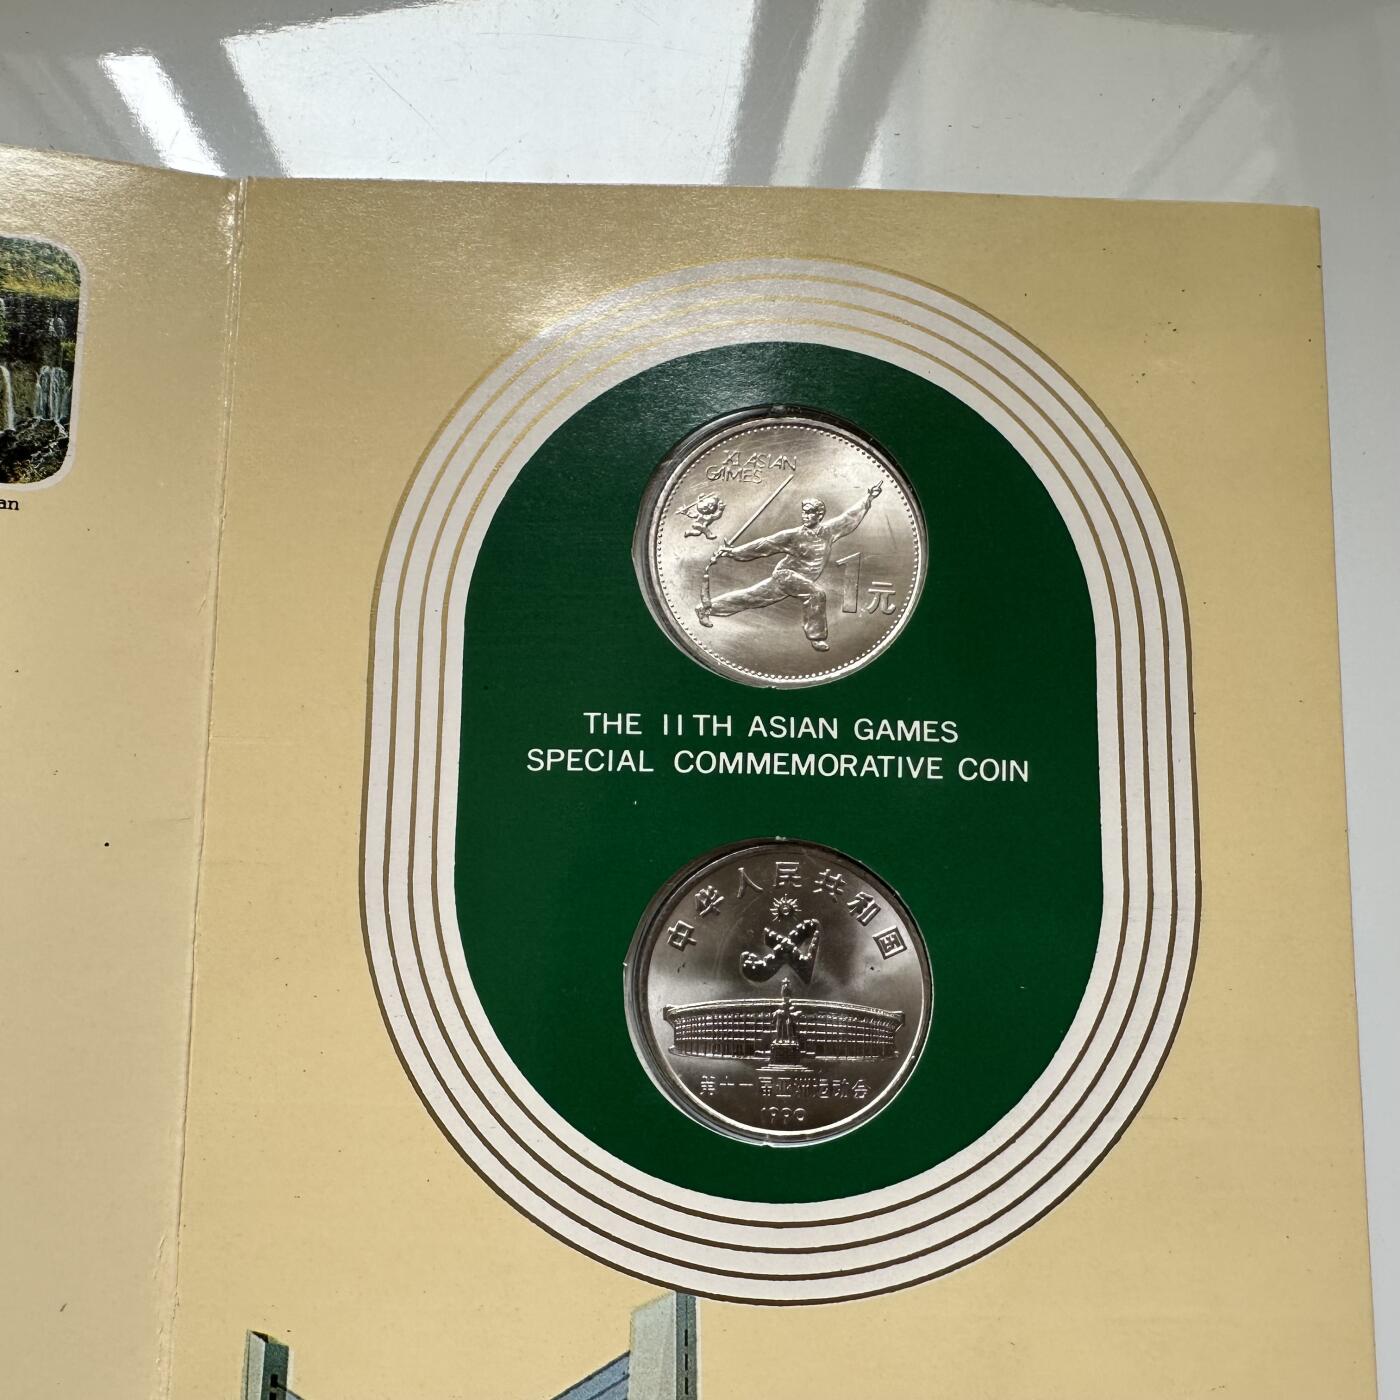 an
XI ASIAN
GAMES
1元
THE 11TH ASIAN GAMES
SPECIAL COMMEMORATIVE COIN
中华人民共和国
第十一届亚洲运动会
1990